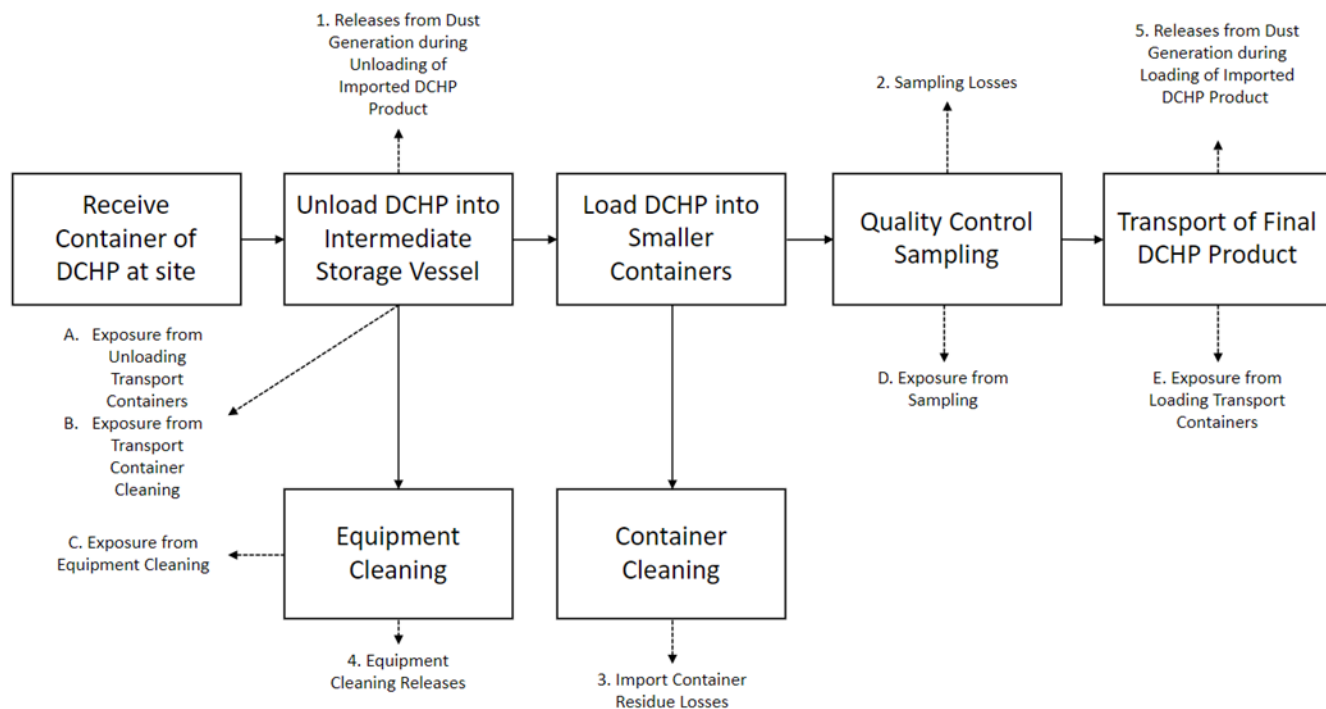 1. Releases from Dust
Generation during
Unloading of
Imported DCHP
Product
5. Releases from Dust
Generation during
Loading of Imported
DCHP Product
2. Sampling Losses
Receive
Container of
DCHP at site
Unload DCHP into
Intermediate
Storage Vessel
Load DCHP into
Smaller
Containers
Quality Control
Sampling
Transport of Final
DCHP Product
A. Exposure from
Unloading
Transport
Containers
B. Exposure from
Transport
Container
Cleaning
D. Exposure from
Sampling
E. Exposure from
Loading Transport
Containers
C. Exposure from
Equipment Cleaning
Equipment
Cleaning
Container
Cleaning
4. Equipment
Cleaning Releases
3. Import Container
Residue Losses